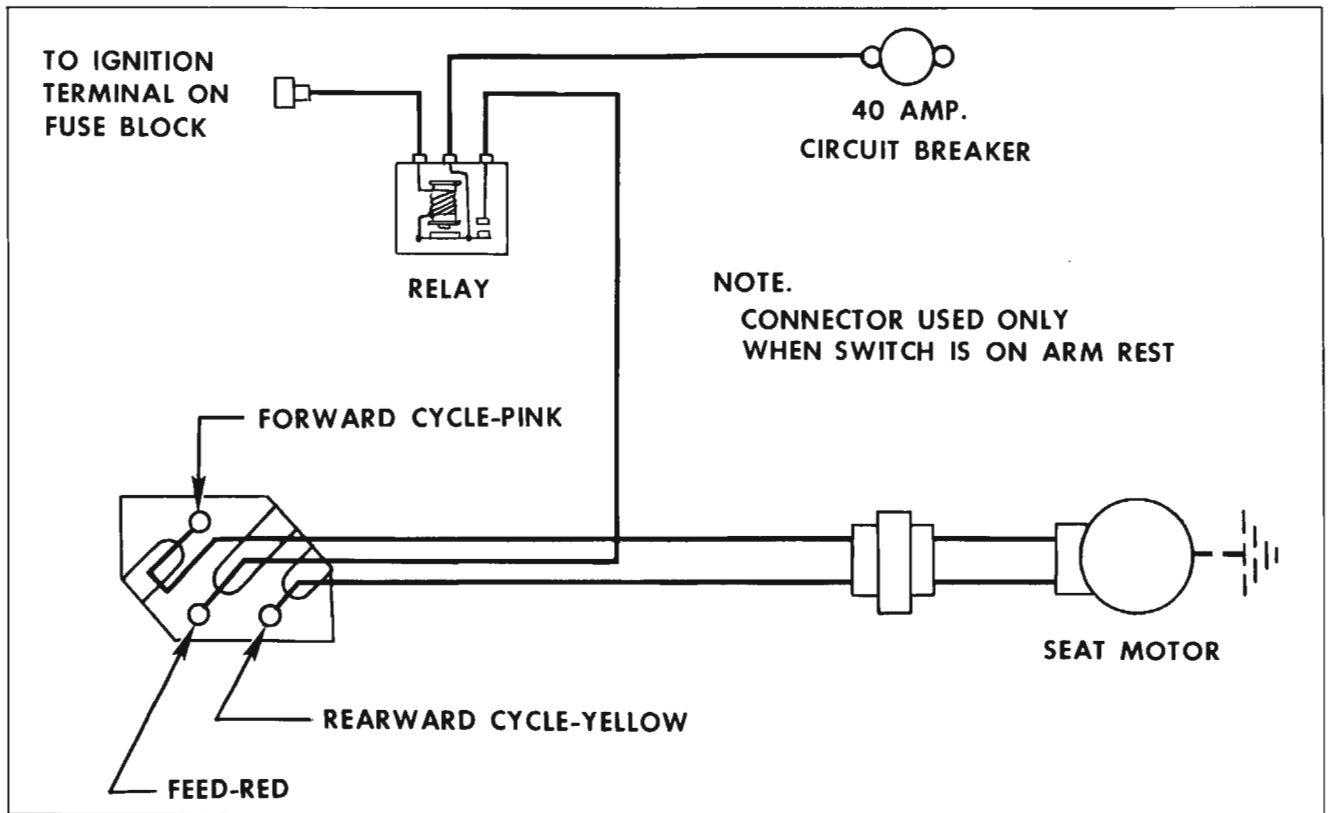 TO IGNITION
TERMINAL ON
FUSE BLOCK
40 AMP.
CIRCUIT BREAKER
RELAY
NOTE.
CONNECTOR USED ONLY
WHEN SWITCH IS ON ARM REST
FORWARD CYCLE-PINK
SEAT MOTOR
REARWARD CYCLE-YELLOW
FEED-RED